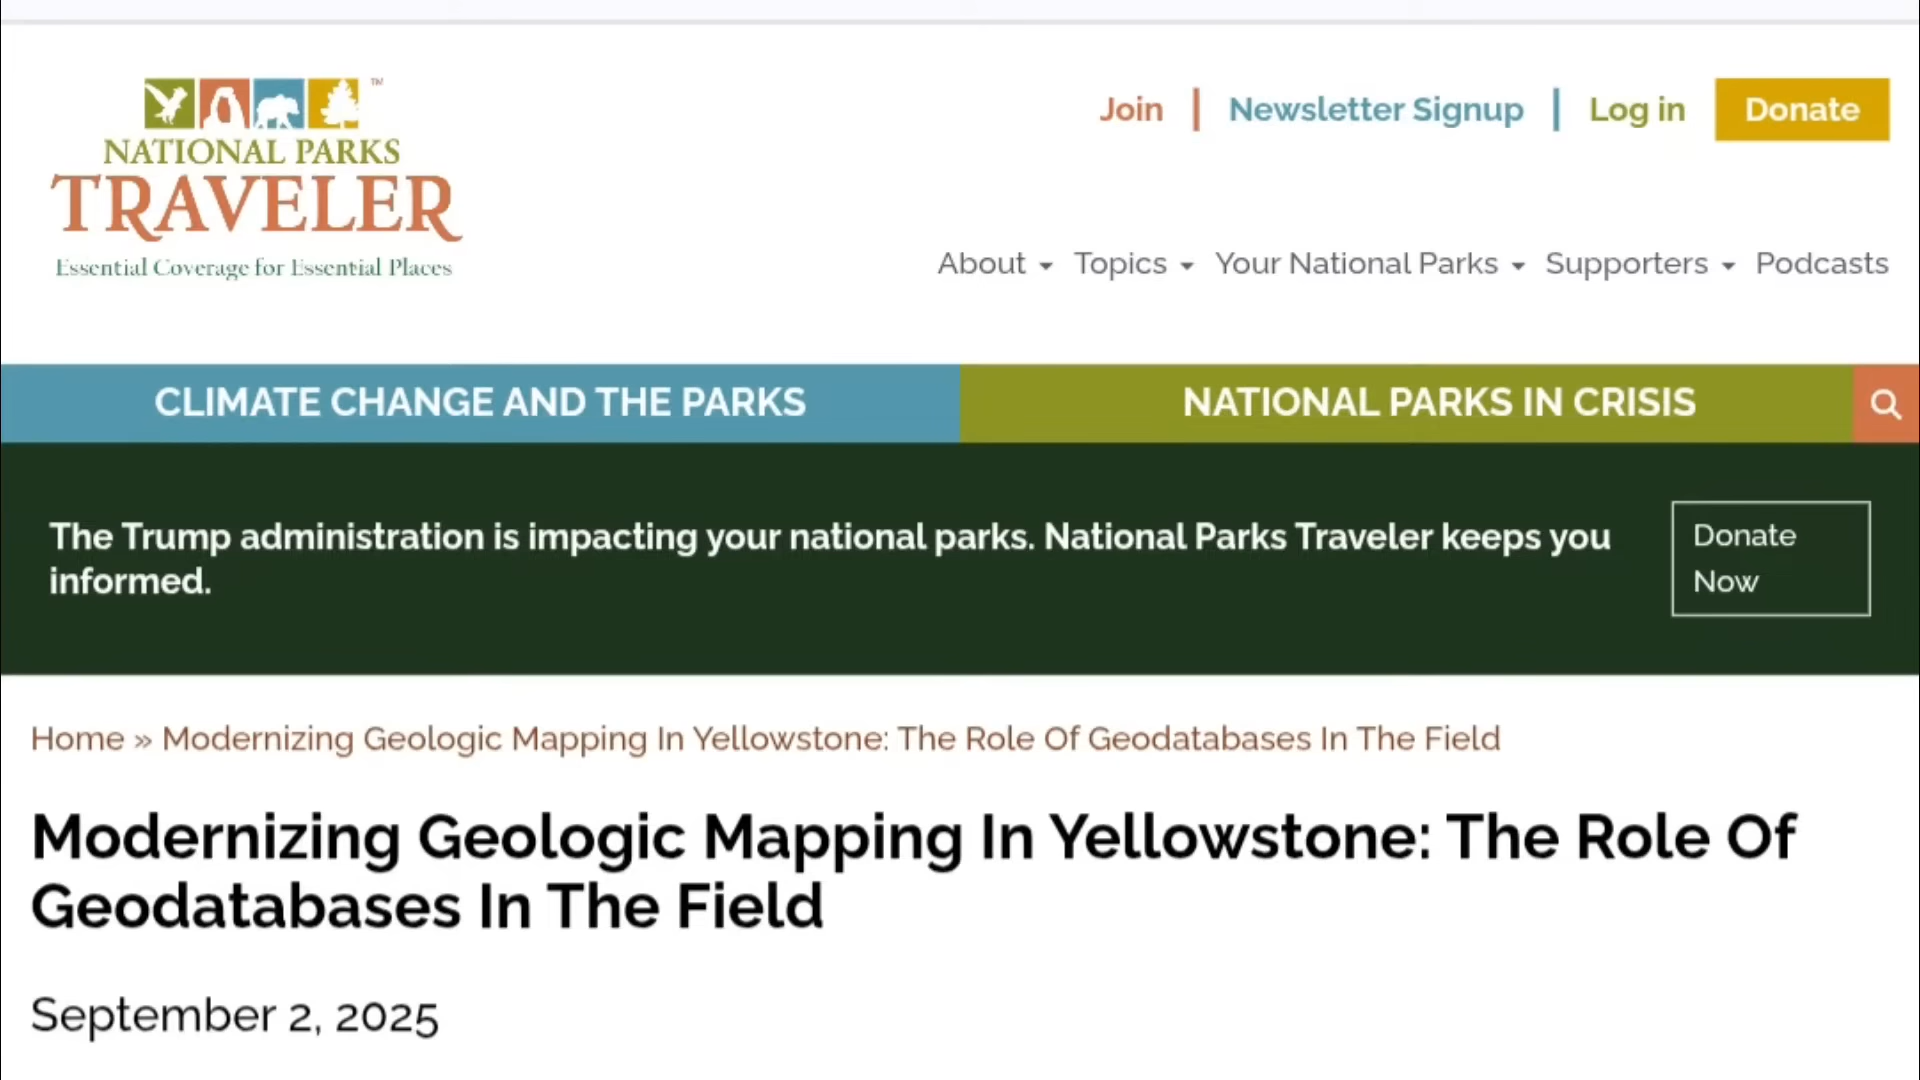 NATIONAL PARKS
TRAVELER
Essential Coverage for Essential Places
TM
Join | Newsletter Signup | Log in
Donate
About
Topics
Your National Parks
Supporters
Podcasts
CLIMATE CHANGE AND THE PARKS
NATIONAL PARKS IN CRISIS
The Trump administration is impacting your national parks. National Parks Traveler keeps you
informed.
Donate
Now
Home » Modernizing Geologic Mapping In Yellowstone: The Role Of Geodatabases In The Field
Modernizing Geologic Mapping In Yellowstone: The Role Of
Geodatabases In The Field
September 2, 2025